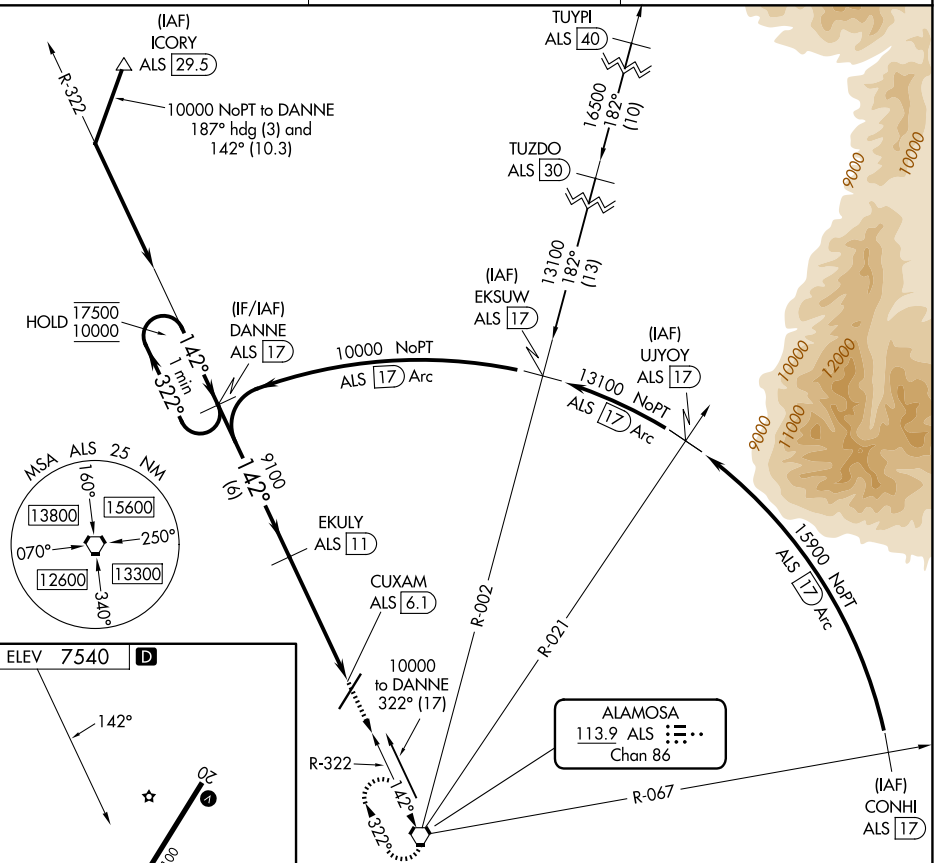 (IAF)
ICORY
ALS 29.5
R-322
10000 NoPT to DANNE
187° hdg (3) and
142° (10.3)
TUYPI
ALS 40
16500
182°
(10)
TUZDO
ALS 30
13100
182°
(13)
9000
10000
HOLD 17500
10000
142°
1 min
322°
(IF/IAF)
DANNE
ALS 17
10000 NoPT
ALS 17 Arc
(IAF)
EKSUW
ALS 17
13100 NoPT
ALS 17 Arc
(IAF)
UJYOY
ALS 17
10000
12000
9000
11000
15900 NoPT
ALS 17 Arc
MSA ALS 25 NM
160°
13800
15600
070°
250°
12600
13300
340°
9100
142°
(6)
EKULY
ALS 11
CUXAM
ALS 6.1
10000
to DANNE
322° (17)
R-002
R-021
R-322
142°
322°
ALAMOSA
113.9 ALS
Chan 86
R-067
(IAF)
CONHI
ALS 17
ELEV 7540 D
142°
20
A